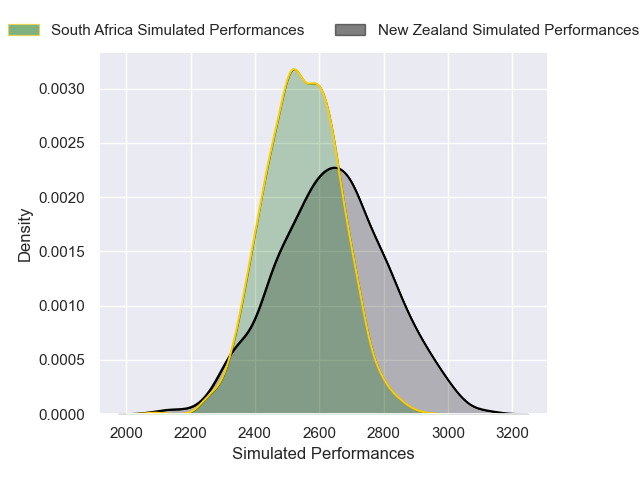 South Africa Simulated Performances
New Zealand Simulated Performances
0.0030
0.0025
0.0020
0.0015
0.0010
0.0005
0.0000
Density
2000 2200 2400 2600 2800 3000 3200
Simulated Performances